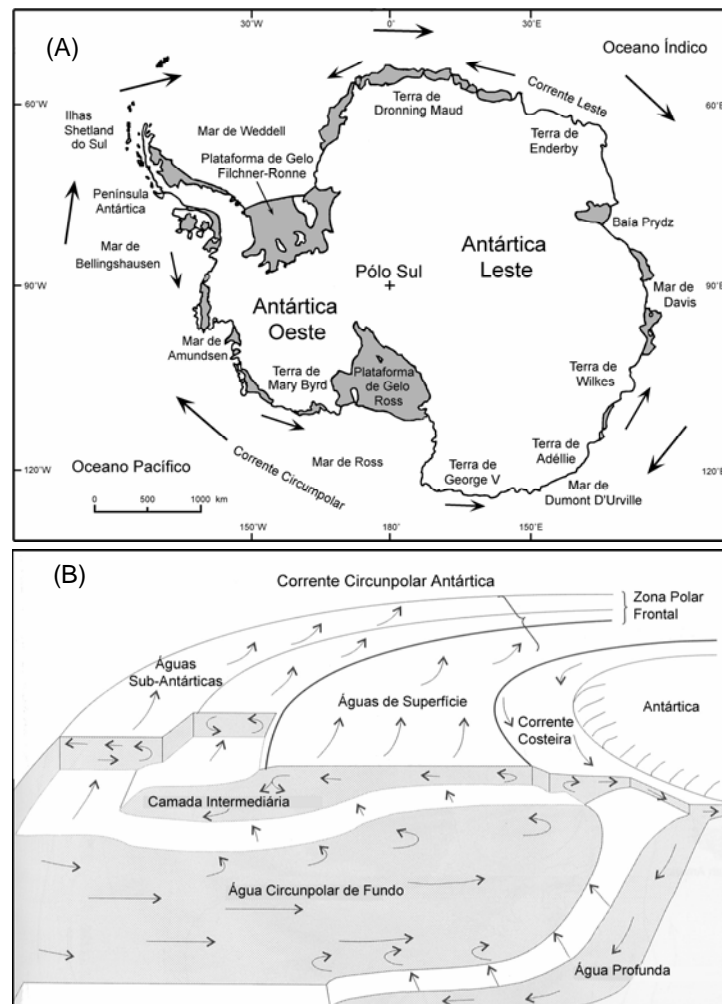 (A)
30°W
0°
30°E
Oceano Índico
60°W
60°E
Corrente Leste
Terra de
Dronning Maud
Ilhas
Shetland
do Sul
Mar de Weddell
Terra de
Enderby
Plataforma de Gelo
Filchner-Ronne
Península
Antártica
Baía Prydz
Mar de
Bellingshausen
Antártica
Leste
Pólo Sul
90°W
90°E
Mar de
Davis
Antártica
Oeste
Mar de
Amundsen
Terra de
Mary Byrd
Plataforma
de Gelo
Ross
Terra de
Wilkes
Terra de
Adéllie
Oceano Pacífico
Corrente Circumpolar
Mar de Ross
Terra de
George V
Mar de
Dumont D'Urville
120°W
120°E
0 500 1000 km
150°W
180°
150°E
(B)
Corrente Circunpolar Antártica
Zona Polar
Frontal
Águas
Sub-Antárticas
Águas de Superfície
Antártica
Corrente
Costeira
Camada Intermediária
Água Circunpolar de Fundo
Água Profunda